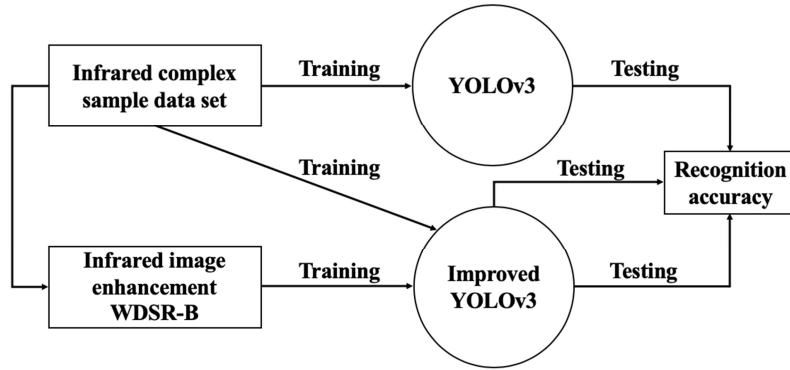 Infrared complex
sample data set
Training
YOLOv3
Testing
Training
Testing
Recognition
accuracy
Infrared image
enhancement
WDSR-B
Training
Improved
YOLOv3
Testing